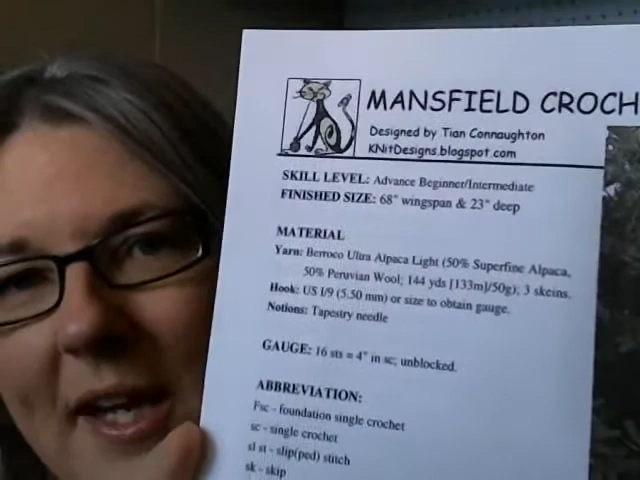 MANSFIELD CROCH
Designed by Tian Connaughton
KNitDesigns.blogspot.com
SKILL LEVEL: Advance Beginner/Intermediate
FINISHED SIZE: 68" wingspan & 23" deep
MATERIAL
Yarn: Berroco Ultra Alpaca Light (50% Superfine Alpaca,
50% Peruvian Wool; 144 yds [133m]/50g); 3 skeins.
Hook: US I/9 (5.50 mm) or size to obtain gauge.
Notions: Tapestry needle
GAUGE: 16 sts = 4" in sc; unblocked.
ABBREVIATION:
Fsc - foundation single crochet
sc - single crochet
sl st - slip(ped) stitch
sk - skip